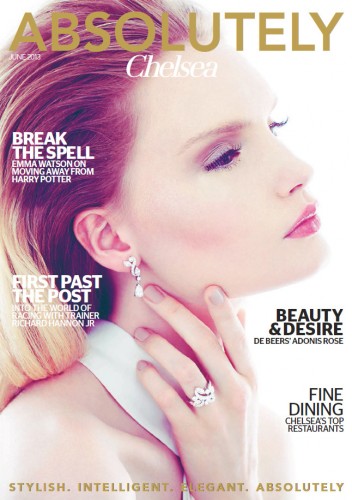 ABSOLUTELY
JUNE 2013
Chelsea
BREAK
THE SPELL
EMMA WATSON ON
MOVING AWAY FROM
HARRY POTTER
FIRST PAST
THE POST
INTO THE WORLD OF
RACING WITH TRAINER
RICHARD HANNON JR
BEAUTY
& DESIRE
DE BEERS' ADONIS ROSE
FINE
DINING
CHELSEA'S TOP
RESTAURANTS
STYLISH. INTELLIGENT. ELEGANT. ABSOLUTELY